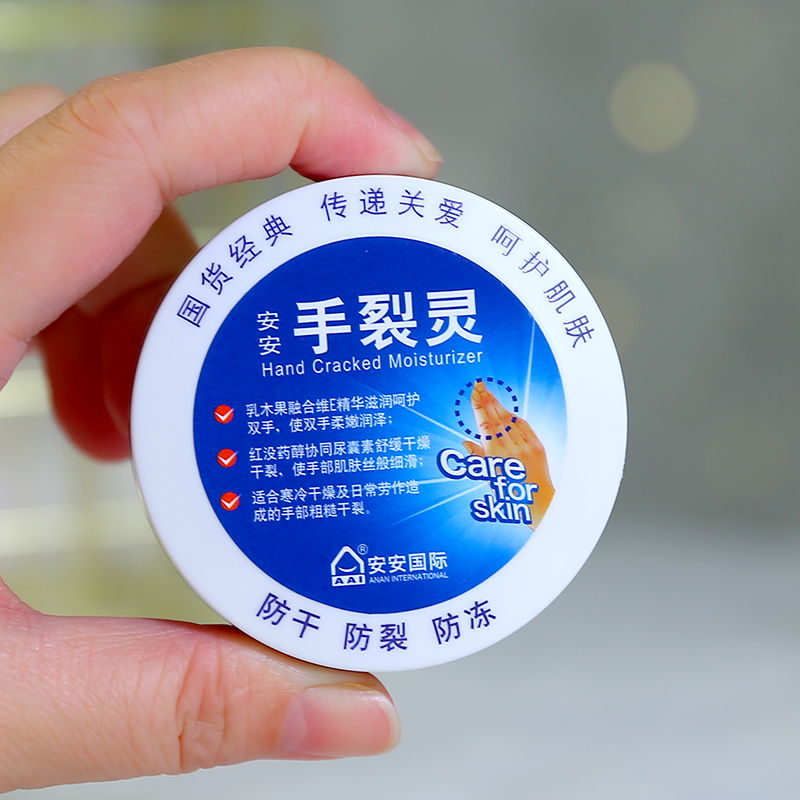 国货经典 传递关爱 呵护肌肤
安安 手裂灵
Hand Cracked Moisturizer
乳木果融合维E精华滋润呵护
双手、使双手柔嫩润泽；
红没药醇协同尿囊素舒缓干燥
干裂、使手部肌肤丝般细滑；
适合寒冷干燥及日常劳作造
成的手部粗糙干裂。
Care
for
skin
AAI ® 安安国际
ANAN INTERNATIONAL
防干 防裂 防冻